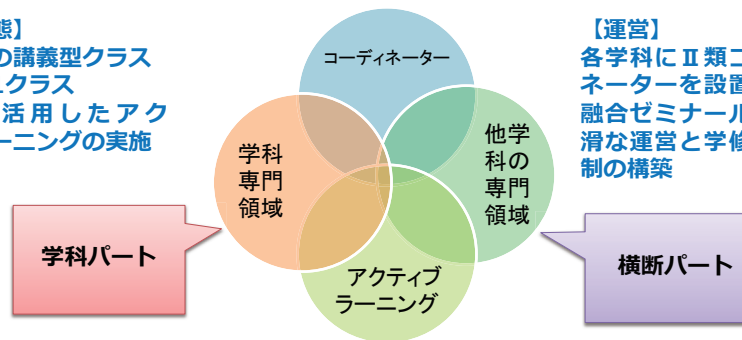 態】
の講義型クラス
クラス
活用したアク
ーニングの実施
コーディネーター
【運営】
各学科にⅡ類コ
ネーターを設置
融合ゼミナール
滑な運営と学修
制の構築
学科
専門
領域
他学
科の
専門
領域
アクティブ
ラーニング
学科パート
横断パート